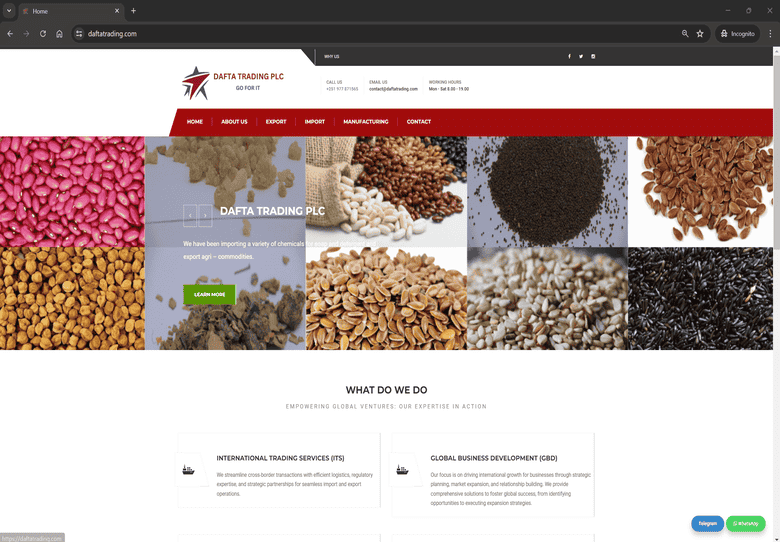 Home
daftatrading.com
Incognito
WHY US
DAFTA TRADING PLC
GO FOR IT
CALL US
EMAIL US
contact@daftatrading.com
WORKING HOURS
Mon - Sat 8.00 - 19.00
HOME
ABOUT US
EXPORT
IMPORT
MANUFACTURING
CONTACT
DAFTA TRADING PLC
We have been importing a variety of chemicals for soap and detergent and
export agri – commodities.
LEARN MORE
WHAT DO WE DO
EMPOWERING GLOBAL VENTURES: OUR EXPERTISE IN ACTION
INTERNATIONAL TRADING SERVICES (ITS)
We streamline cross-border transactions with efficient logistics, regulatory
expertise, and strategic partnerships for seamless import and export
operations.
GLOBAL BUSINESS DEVELOPMENT (GBD)
Our focus is on driving international growth for businesses through strategic
planning, market expansion, and relationship building. We provide
comprehensive solutions to foster global success, from identifying
opportunities to executing expansion strategies.
Telegram
WhatsApp
https://daftatrading.com